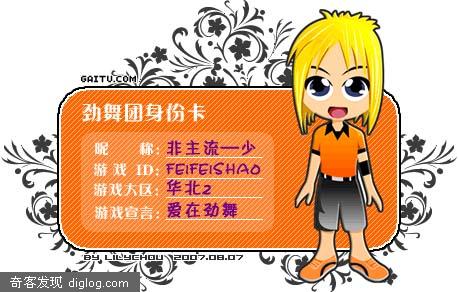 GAITU.COM
劲舞团身份卡
昵 称: 非主流一少
游戏 ID: FEIFEISHAO
游戏大区: 华北2
游戏宣言: 爱在劲舞
BY LILYCHOU 2007.08.07
奇客发现 diglog.com